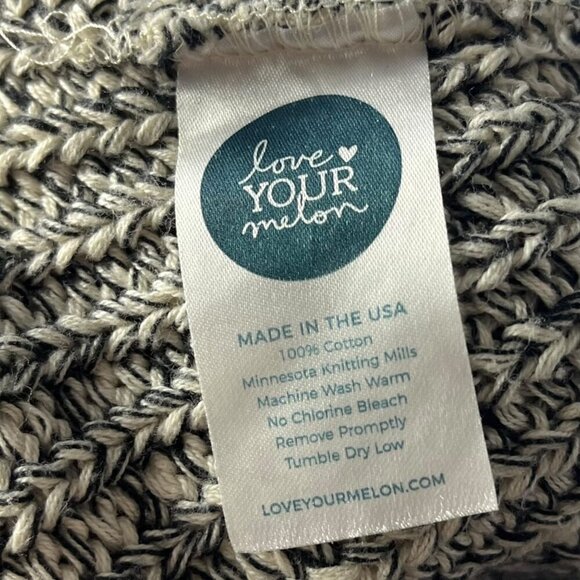 love
YOUR
melon
MADE IN THE USA
100% Cotton
Minnesota Knitting Mills
Machine Wash Warm
No Chlorine Bleach
Remove Promptly
Tumble Dry Low
LOVEYOURMELON.COM